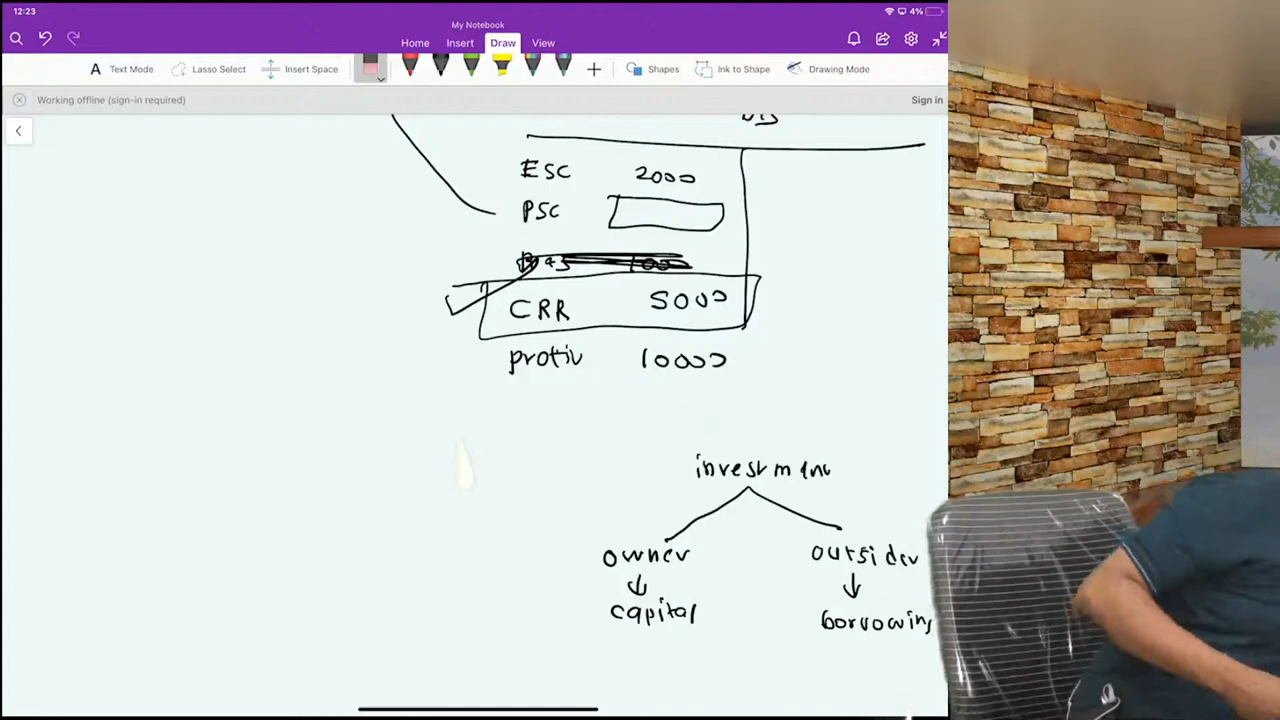 12:23
4%
My Notebook
Home Insert Draw View
Text Mode Lasso Select Insert Space Shapes Ink to Shape Drawing Mode
Working offline (sign-in required) Sign in
ESC 2000
PSC
1000
CRR 5000
protiv 10000
investment
owner outsider
capital borrowing